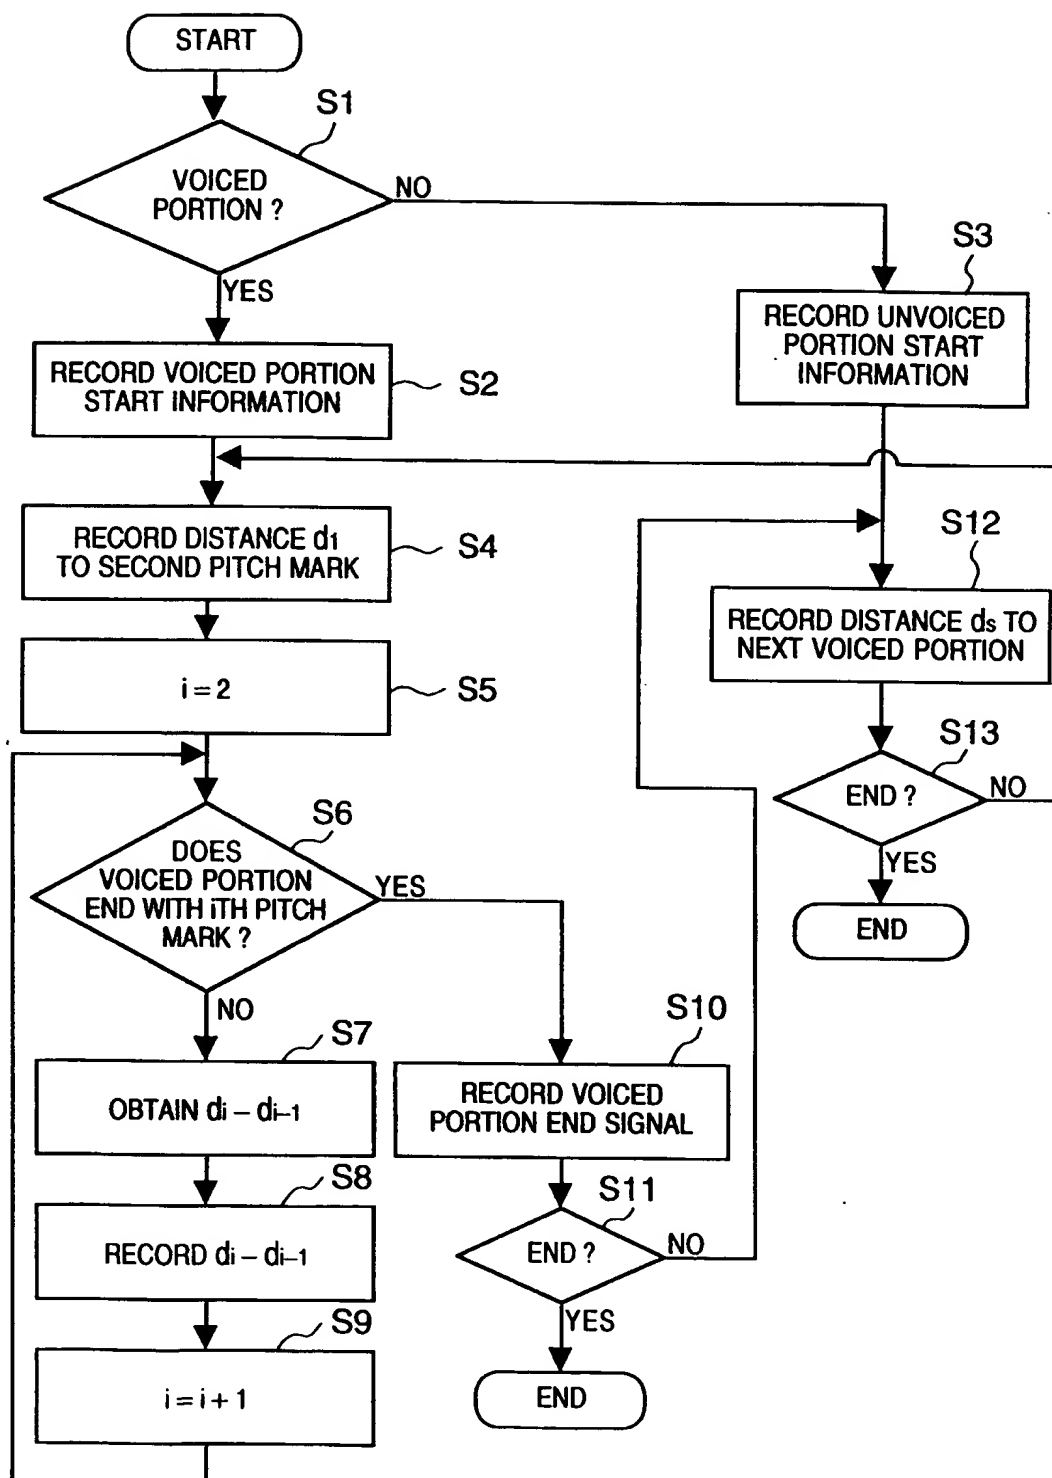 START
S1
VOICED
PORTION ?
NO
YES
S3
RECORD UNVOICED
PORTION START
INFORMATION
RECORD VOICED PORTION
START INFORMATION
S2
RECORD DISTANCE d1
TO SECOND PITCH MARK
S4
S12
RECORD DISTANCE ds TO
NEXT VOICED PORTION
i = 2
S5
S13
END ?
NO
YES
END
S6
DOES
VOICED PORTION
END WITH iTH PITCH
MARK ?
YES
NO
S7
OBTAIN di – di–1
S10
RECORD VOICED
PORTION END SIGNAL
S8
RECORD di – di–1
S11
END ?
NO
YES
END
S9
i = i + 1